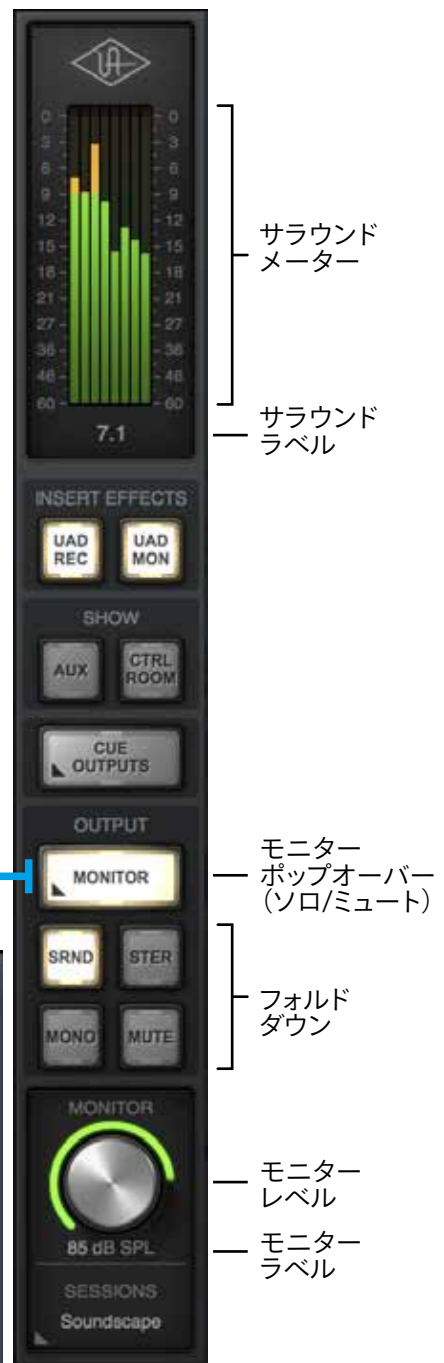 0 0
3 3
6 6
9 9
12 12
15 15
18 18
21 21
27 27
36 36
46 46
60 60
7.1
サラウンド
メーター
サラウンド
ラベル
INSERT EFFECTS
UAD
REC
UAD
MON
SHOW
AUX
CTRL
ROOM
CUE
OUTPUTS
OUTPUT
MONITOR
モニター
ポップオーバー
(ソロ/ミュート)
SRND
STER
MONO
MUTE
フォルド
ダウン
MONITOR
モニター
レベル
85 dB SPL
モニター
ラベル
SESSIONS
Soundscape